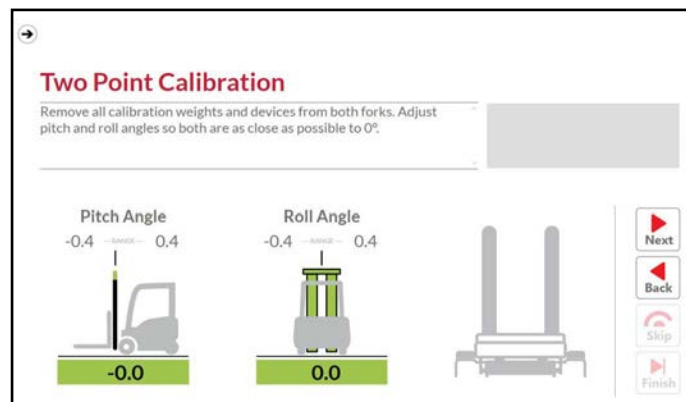 Two Point Calibration
Remove all calibration weights and devices from both forks. Adjust
pitch and roll angles so both are as close as possible to 0°.
Pitch Angle
-0.4 RANGE 0.4
-0.0
Roll Angle
-0.4 RANGE 0.4
0.0
Next
Back
Skip
Finish